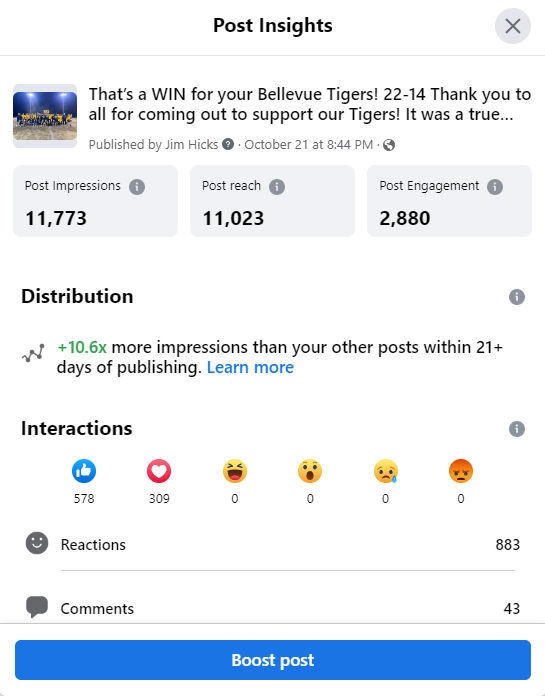 Post Insights
That's a WIN for your Bellevue Tigers! 22-14 Thank you to
all for coming out to support our Tigers! It was a true...
Published by Jim Hicks · October 21 at 8:44 PM ·
Post Impressions
11,773
Post reach
11,023
Post Engagement
2,880
Distribution
+10.6x more impressions than your other posts within 21+
days of publishing. Learn more
Interactions
578 309 0 0 0 0
Reactions 883
Comments 43
Boost post